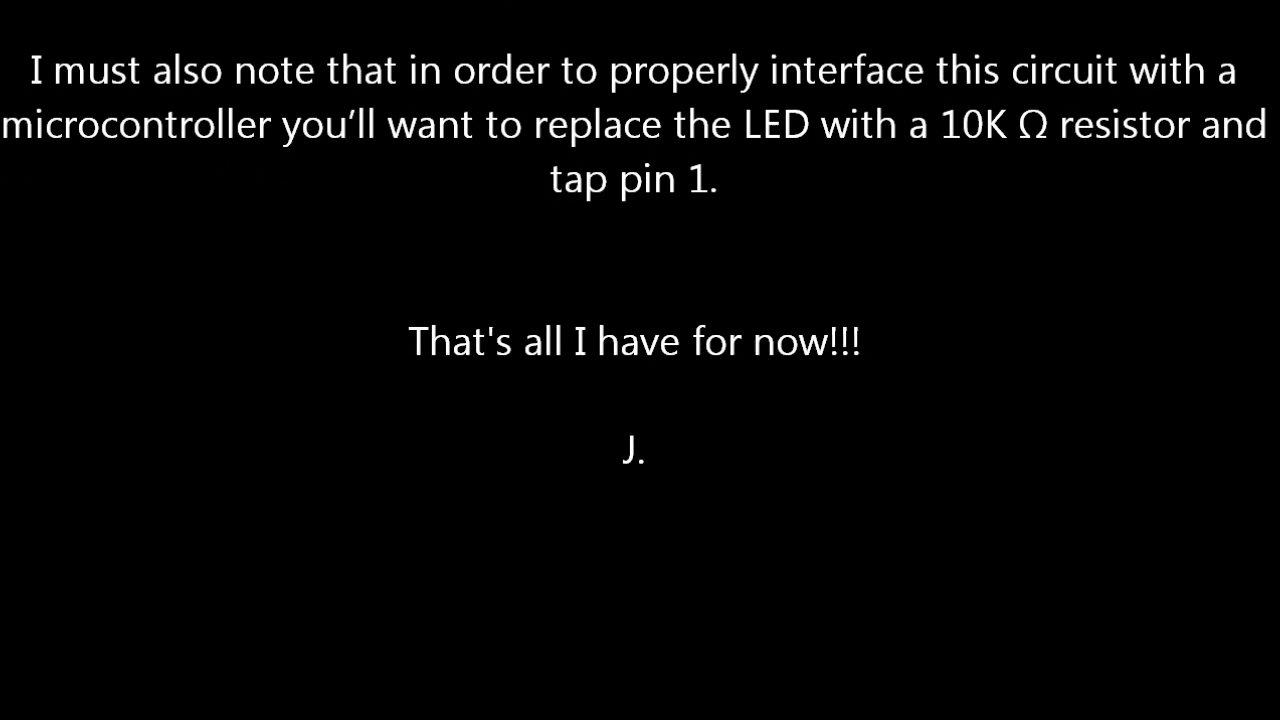 I must also note that in order to properly interface this circuit with a
microcontroller you’ll want to replace the LED with a 10K Ω resistor and
tap pin 1.
That's all I have for now!!!
J.